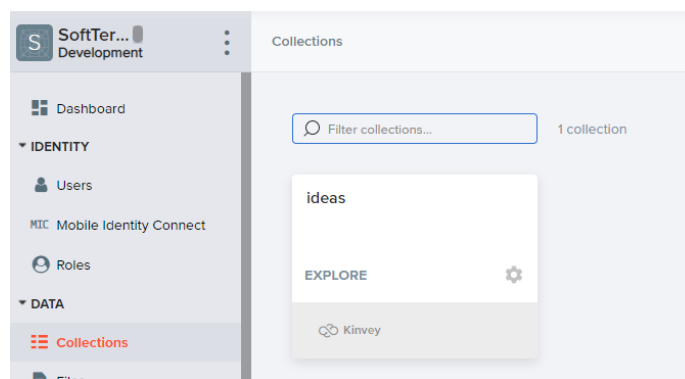 S
SoftTer...
Development
Collections
Dashboard
IDENTITY
Users
MIC Mobile Identity Connect
Roles
DATA
Collections
Filter collections...
1 collection
ideas
EXPLORE
Kinvey